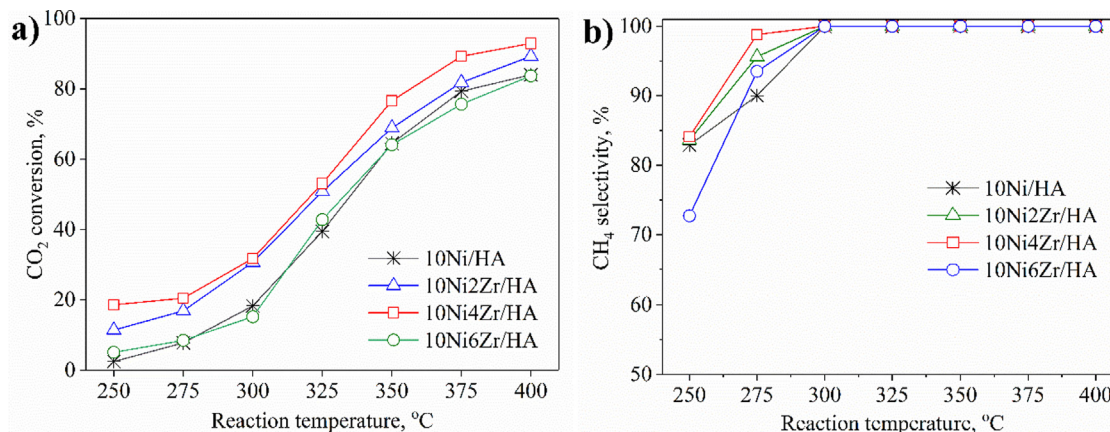 a)
CO2 conversion, %
100
80
60
40
20
0
10Ni/HA
10Ni2Zr/HA
10Ni4Zr/HA
10Ni6Zr/HA
250 275 300 325 350 375 400
Reaction temperature, ºC
b)
CH4 selectivity, %
100
90
80
70
60
50
10Ni/HA
10Ni2Zr/HA
10Ni4Zr/HA
10Ni6Zr/HA
250 275 300 325 350 375 400
Reaction temperature, ºC